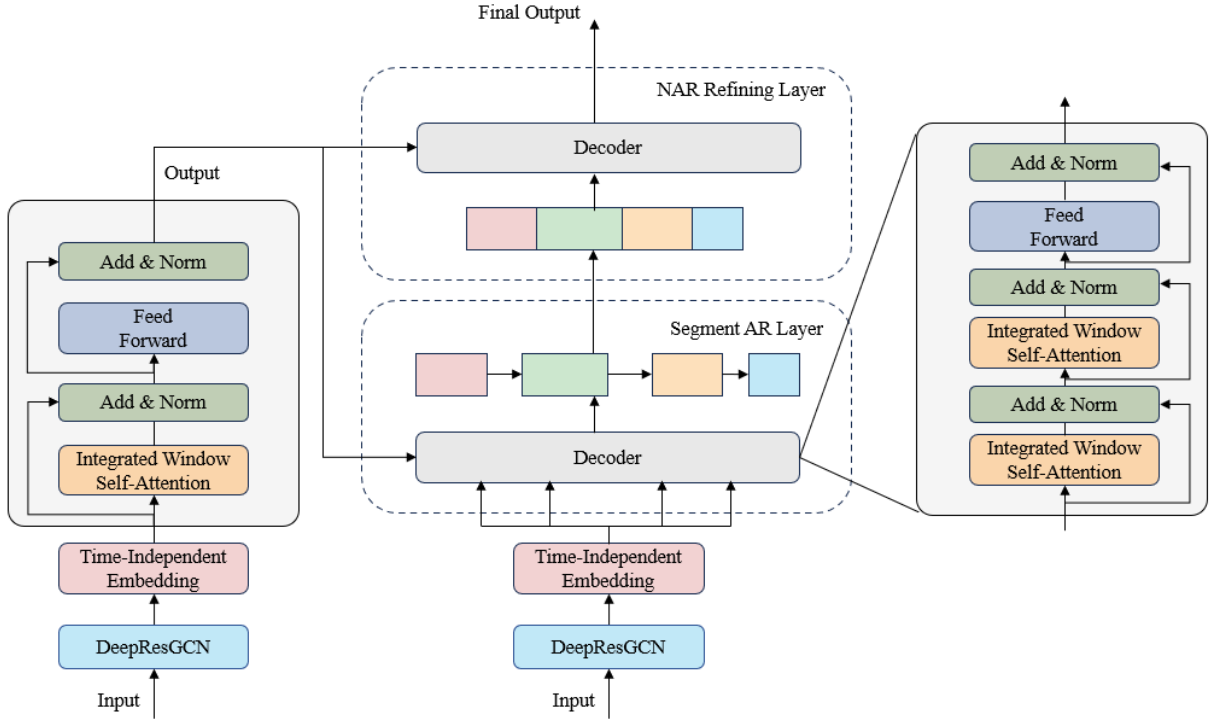 Final Output
NAR Refining Layer
Decoder
Output
Segment AR Layer
Decoder
Add & Norm
Feed
Forward
Add & Norm
Integrated Window
Self-Attention
Time-Independent
Embedding
DeepResGCN
Input
Time-Independent
Embedding
DeepResGCN
Input
Add & Norm
Feed
Forward
Add & Norm
Integrated Window
Self-Attention
Add & Norm
Integrated Window
Self-Attention